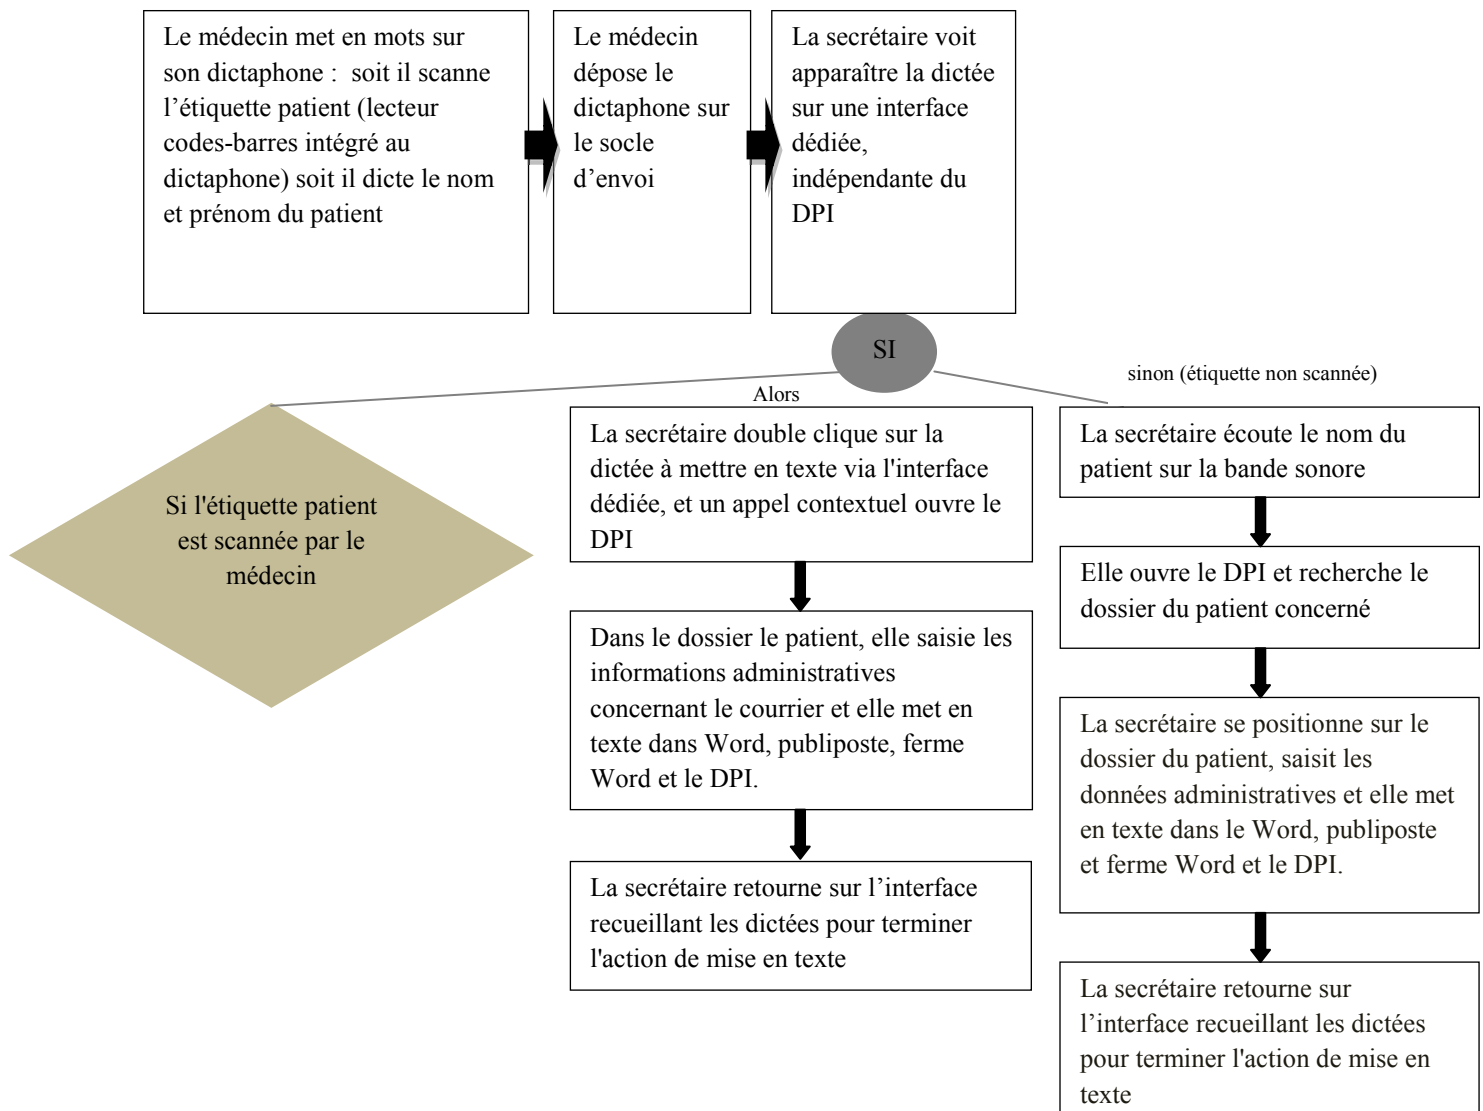 Le médecin met en mots sur
son dictaphone :  soit il scanne
l’étiquette patient (lecteur
codes-barres intégré au
dictaphone) soit il dicte le nom
et prénom du patient
Le médecin
dépose le
dictaphone sur
le socle
d’envoi
La secrétaire voit
apparaître la dictée
sur une interface
dédiée,
indépendante du
DPI
SI
sinon (étiquette non scannée)
Alors
Si l'étiquette patient
est scannée par le
médecin
La secrétaire double clique sur la
dictée à mettre en texte via l'interface
dédiée, et un appel contextuel ouvre le
DPI
Dans le dossier le patient, elle saisie les
informations administratives
concernant le courrier et elle met en
texte dans Word, publiposte, ferme
Word et le DPI.
La secrétaire retourne sur l’interface
recueillant les dictées pour terminer
l'action de mise en texte
La secrétaire écoute le nom du
patient sur la bande sonore
Elle ouvre le DPI et recherche le
dossier du patient concerné
La secrétaire se positionne sur le
dossier du patient, saisit les
données administratives et elle met
en texte dans le Word, publiposte
et ferme Word et le DPI.
La secrétaire retourne sur
l’interface recueillant les dictées
pour terminer l'action de mise en
texte